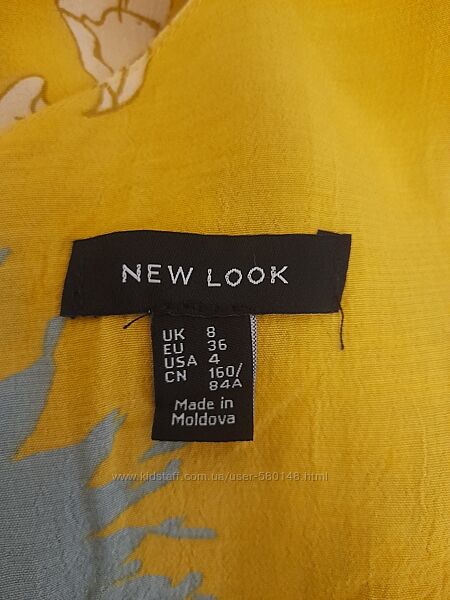 NEW LOOK
UK 8
EU 36
USA 4
CN 160/
84A
Made in
Moldova
www.kidstaff.com.ua/user-580148.html